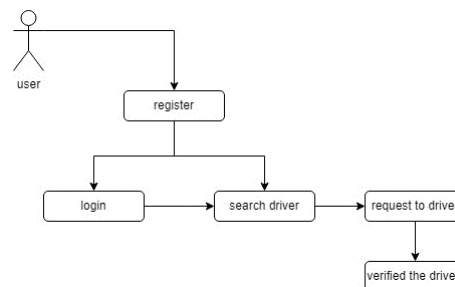 user
register
login
search driver
request to drive
verified the drive